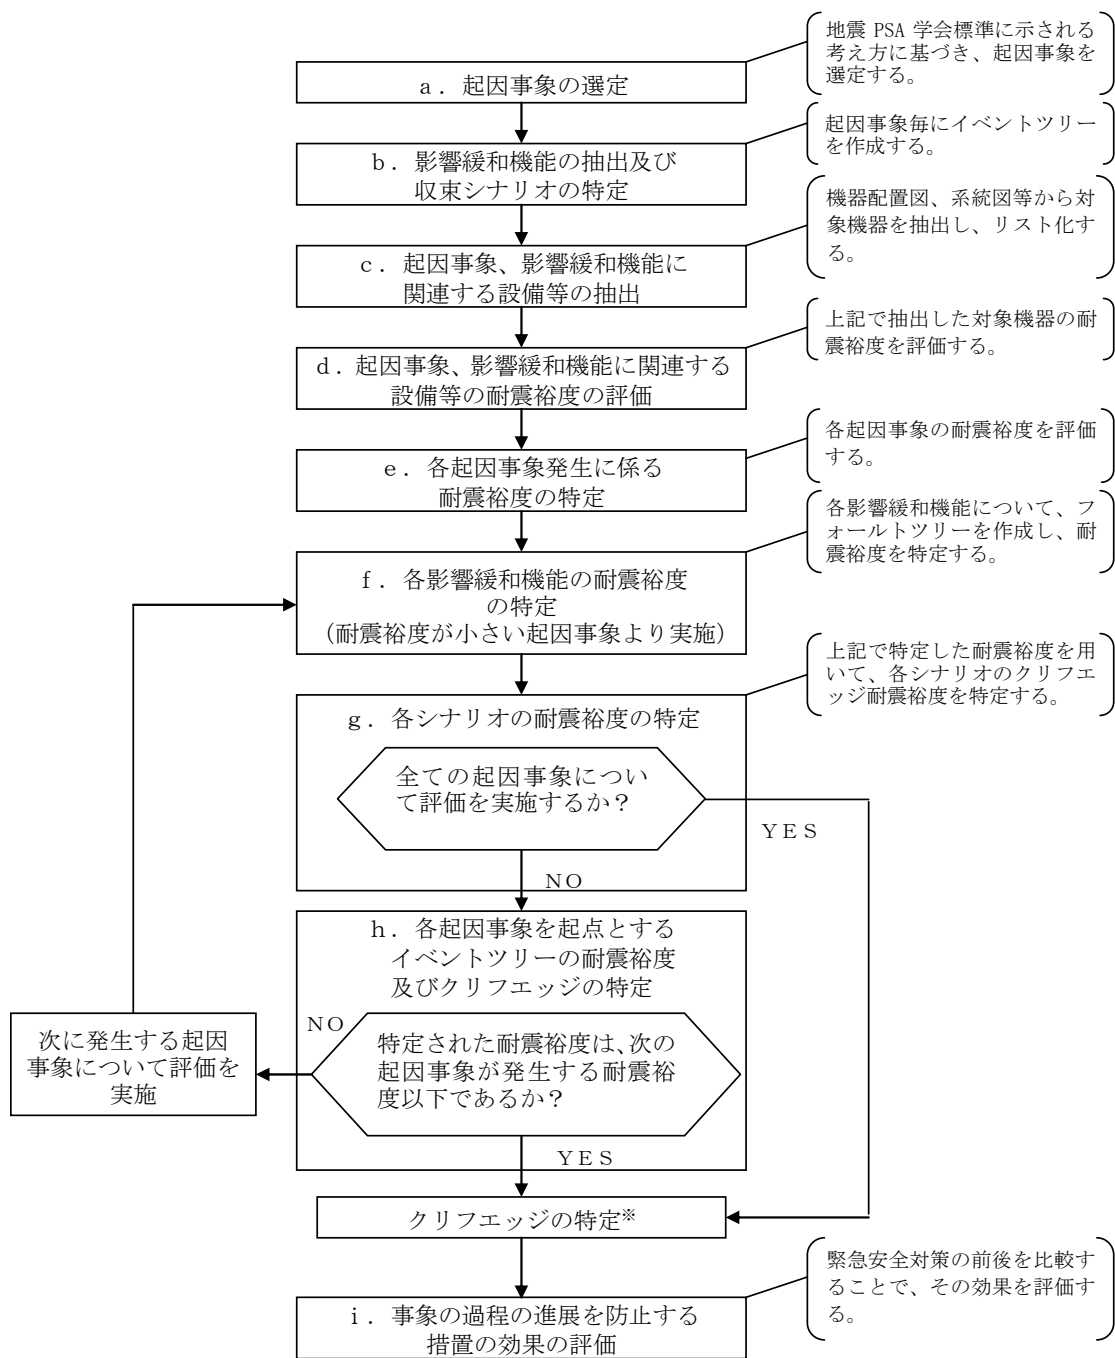 地震 PSA 学会標準に示される
考え方に基づき、起因事象を
選定する。
a．起因事象の選定
起因事象毎にイベントツリー
を作成する。
b．影響緩和機能の抽出及び
収束シナリオの特定
機器配置図、系統図等から対
象機器を抽出し、リスト化す
る。
c．起因事象、影響緩和機能に
関連する設備等の抽出
上記で抽出した対象機器の耐
震裕度を評価する。
d．起因事象、影響緩和機能に関連する
設備等の耐震裕度の評価
各起因事象の耐震裕度を評価
する。
e．各起因事象発生に係る
耐震裕度の特定
各影響緩和機能について、フ
ォールトツリーを作成し、耐
震裕度を特定する。
f．各影響緩和機能の耐震裕度
の特定
（耐震裕度が小さい起因事象より実施）
上記で特定した耐震裕度を用
いて、各シナリオのクリフエ
ッジ耐震裕度を特定する。
g．各シナリオの耐震裕度の特定
全ての起因事象につい
て評価を実施するか？
ＹＥＳ
ＮＯ
h．各起因事象を起点とする
イベントツリーの耐震裕度
及びクリフエッジの特定
ＮＯ
特定された耐震裕度は、次の
起因事象が発生する耐震裕
度以下であるか？
次に発生する起因
事象について評価を
実施
ＹＥＳ
クリフエッジの特定※
緊急安全対策の前後を比較す
ることで、その効果を評価す
る。
i．事象の過程の進展を防止する
措置の効果の評価